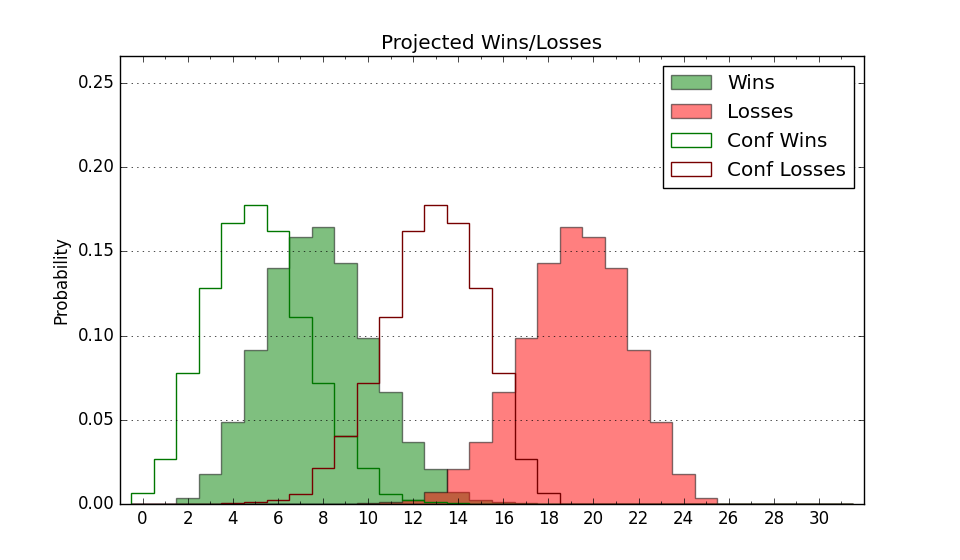 Projected Wins/Losses
0.25
0.20
0.15
0.10
0.05
0.00
Probability
Wins
Losses
Conf Wins
Conf Losses
0 2 4 6 8 10 12 14 16 18 20 22 24 26 28 30